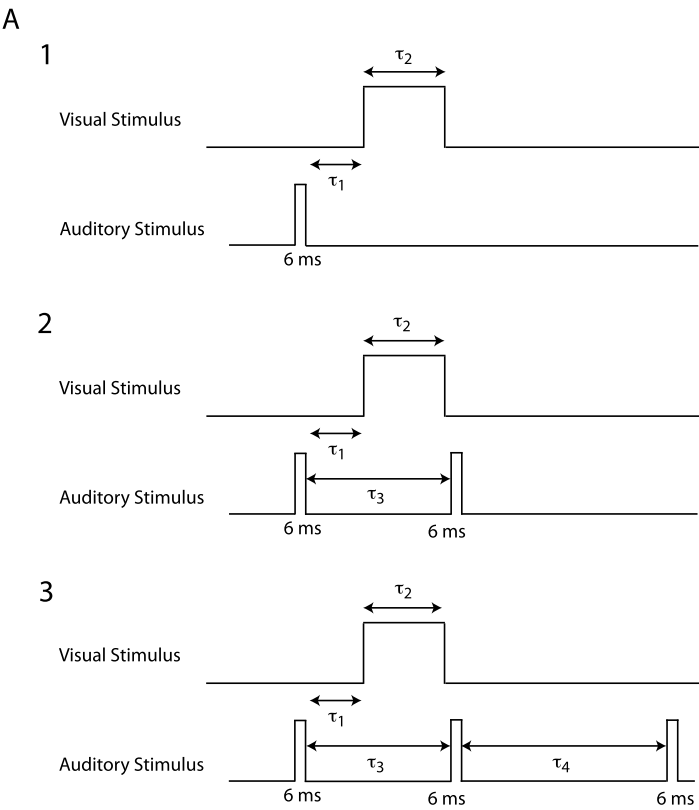 A
1
τ2
Visual Stimulus
τ1
Auditory Stimulus
6 ms
2
τ2
Visual Stimulus
τ1
Auditory Stimulus
τ3
6 ms
6 ms
3
τ2
Visual Stimulus
τ1
Auditory Stimulus
τ3
τ4
6 ms
6 ms
6 ms